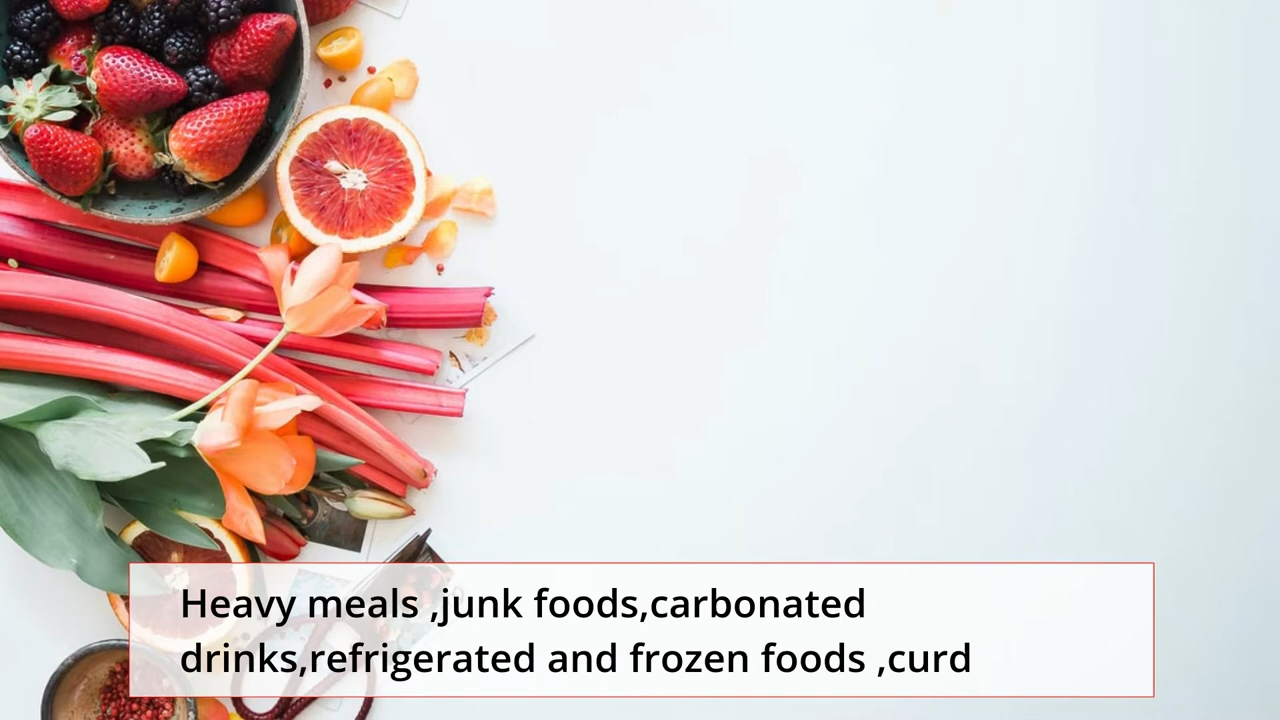 Heavy meals ,junk foods,carbonated
drinks,refrigerated and frozen foods ,curd